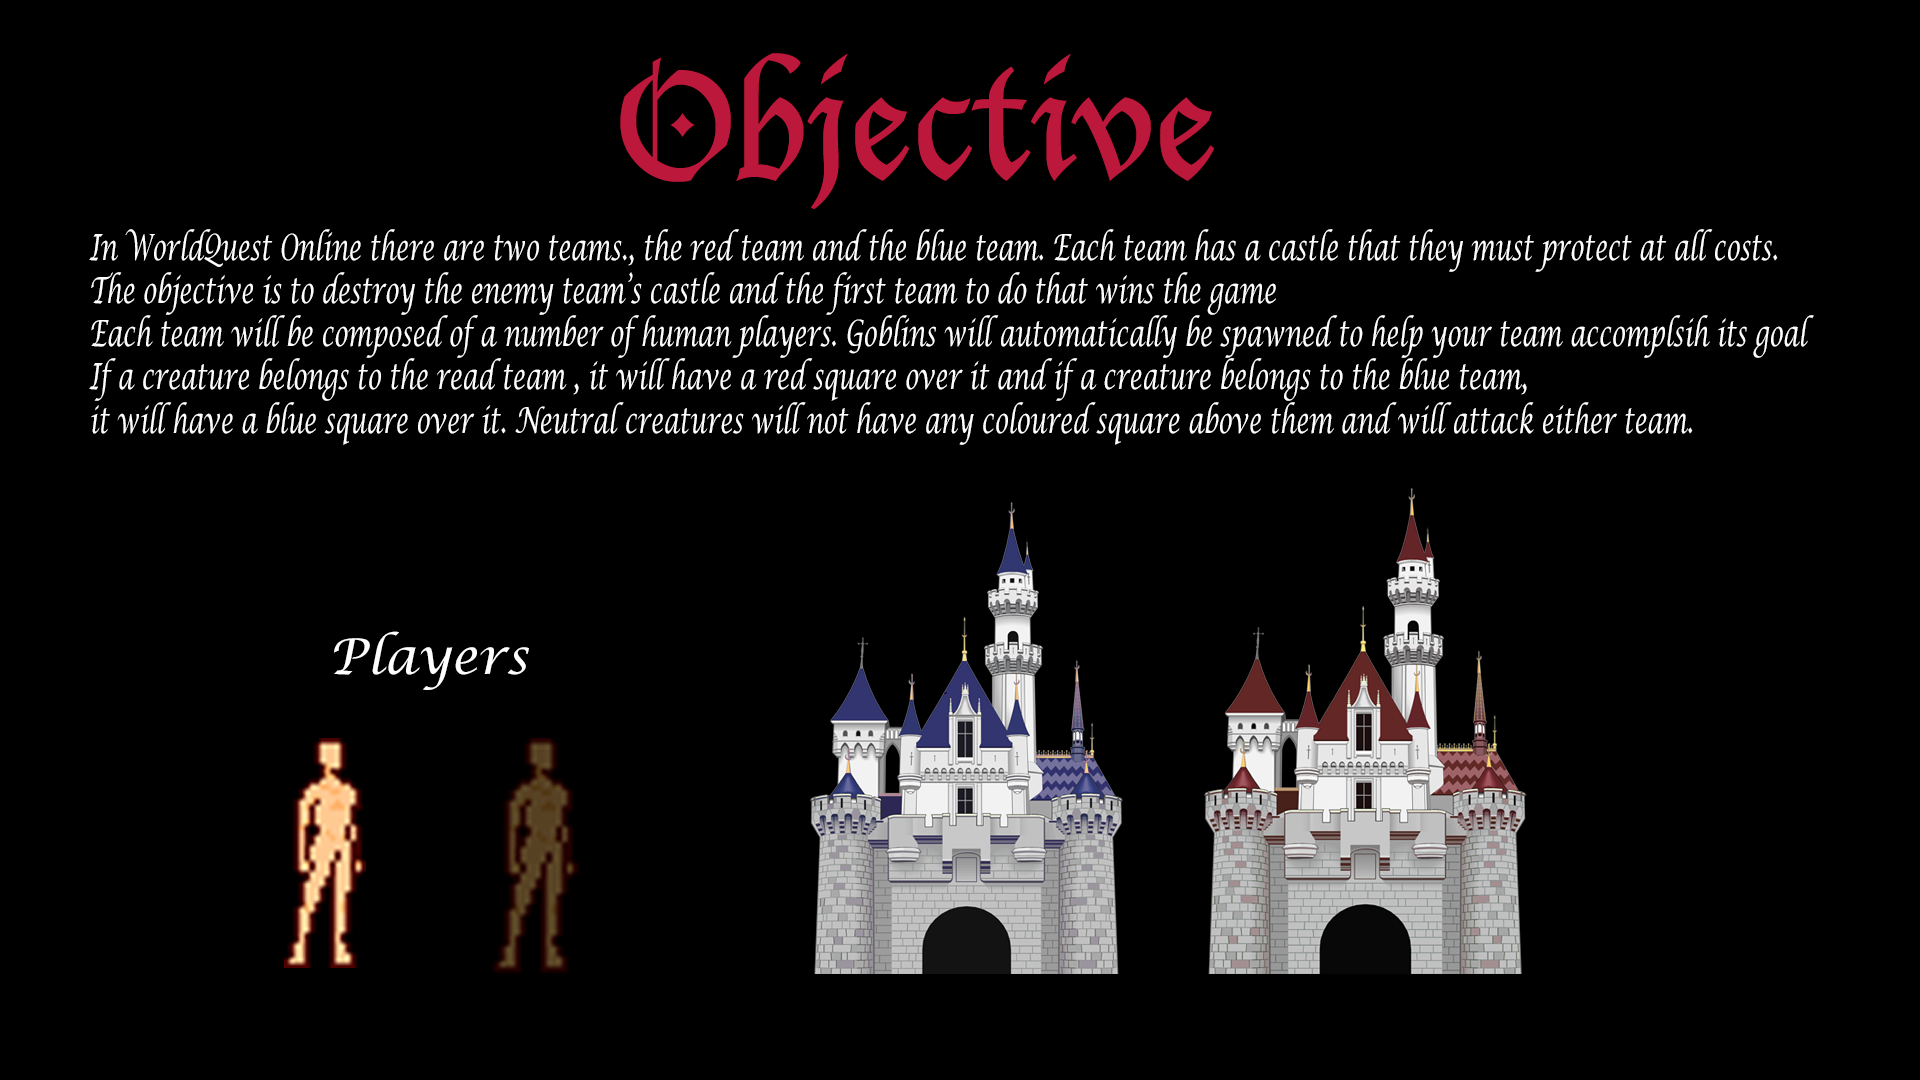 Objective
In WorldQuest Online there are two teams., the red team and the blue team. Each team has a castle that they must protect at all costs.
The objective is to destroy the enemy team's castle and the first team to do that wins the game
Each team will be composed of a number of human players. Goblins will automatically be spawned to help your team accomplsih its goal
If a creature belongs to the read team , it will have a red square over it and if a creature belongs to the blue team,
it will have a blue square over it. Neutral creatures will not have any coloured square above them and will attack either team.
Players